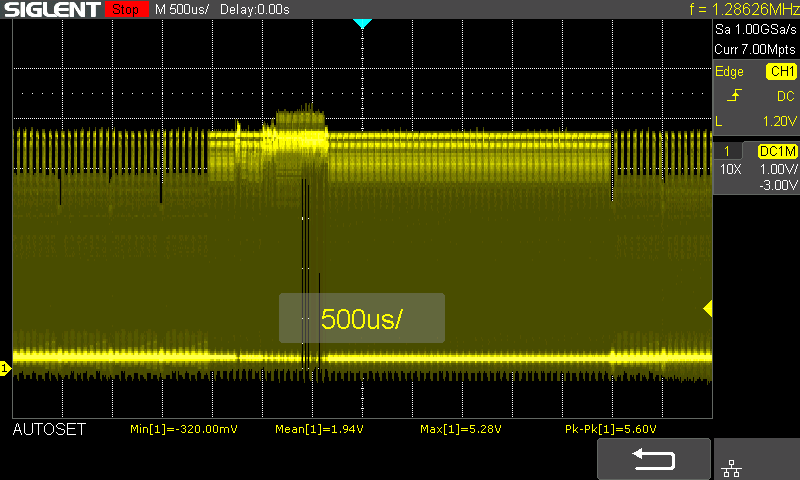 SIGLENT Stop M 500us/ Delay:0.00s f = 1.28626MHz
Sa 1.00GSa/s
Curr 7.00Mpts
Edge CH1
DC
L 1.20V
1 DC1M
10X 1.00V/
-3.00V
500us/
1
AUTOSET Min[1]=-320.00mV Mean[1]=1.94V Max[1]=5.28V Pk-Pk[1]=5.60V